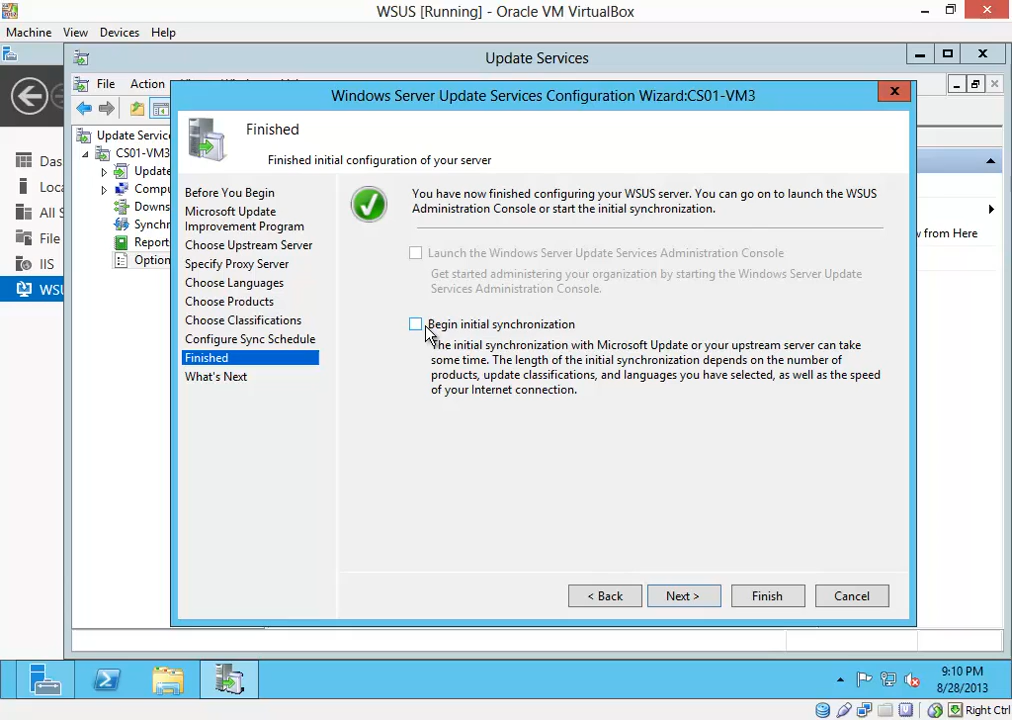 WSUS [Running] - Oracle VM VirtualBox
Machine View Devices Help
Update Services
File Action
Windows Server Update Services Configuration Wizard:CS01-VM3
Finished
Finished initial configuration of your server
Update Servic
CS01-VM3
Update
Compu
Downs
Synchr
Report
Option
Das
Loca
All S
File
IIS
WSU
Before You Begin
Microsoft Update
Improvement Program
Choose Upstream Server
Specify Proxy Server
Choose Languages
Choose Products
Choose Classifications
Configure Sync Schedule
Finished
What's Next
You have now finished configuring your WSUS server. You can go on to launch the WSUS
Administration Console or start the initial synchronization.
Launch the Windows Server Update Services Administration Console
Get started administering your organization by starting the Windows Server Update
Services Administration Console.
Begin initial synchronization
The initial synchronization with Microsoft Update or your upstream server can take
some time. The length of the initial synchronization depends on the number of
products, update classifications, and languages you have selected, as well as the speed
of your Internet connection.
w from Here
< Back Next > Finish Cancel
9:10 PM
8/28/2013
Right Ctrl